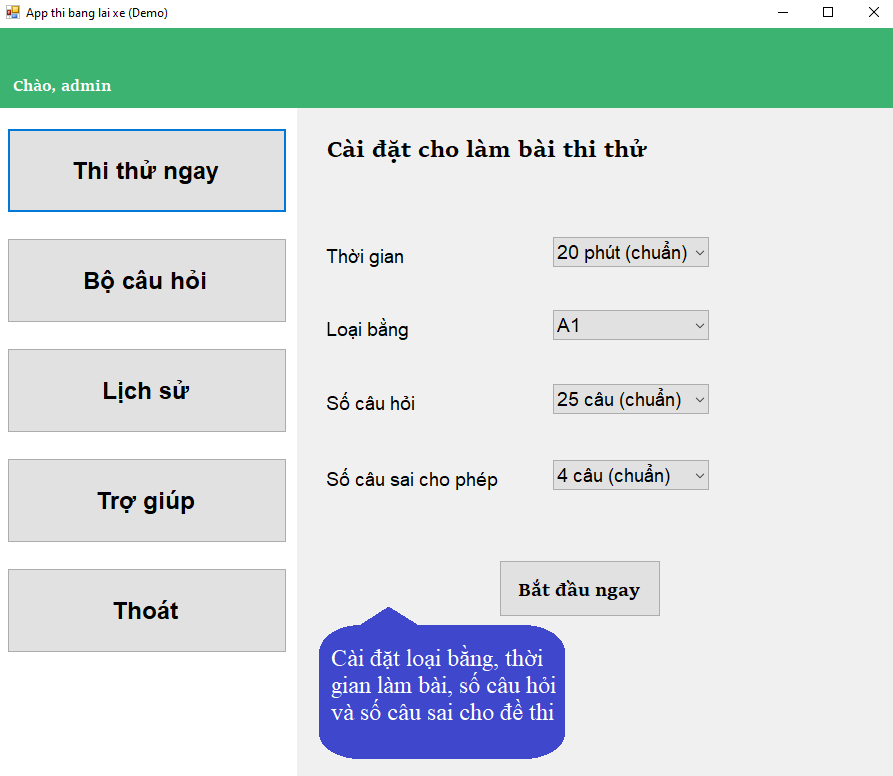 App thi bang lai xe (Demo)
Chào, admin
Thi thử ngay
Bộ câu hỏi
Lịch sử
Trợ giúp
Thoát
Cài đặt cho làm bài thi thử
Thời gian
20 phút (chuẩn)
Loại bằng
A1
Số câu hỏi
25 câu (chuẩn)
Số câu sai cho phép
4 câu (chuẩn)
Bắt đầu ngay
Cài đặt loại bằng, thời
gian làm bài, số câu hỏi
và số câu sai cho đề thi